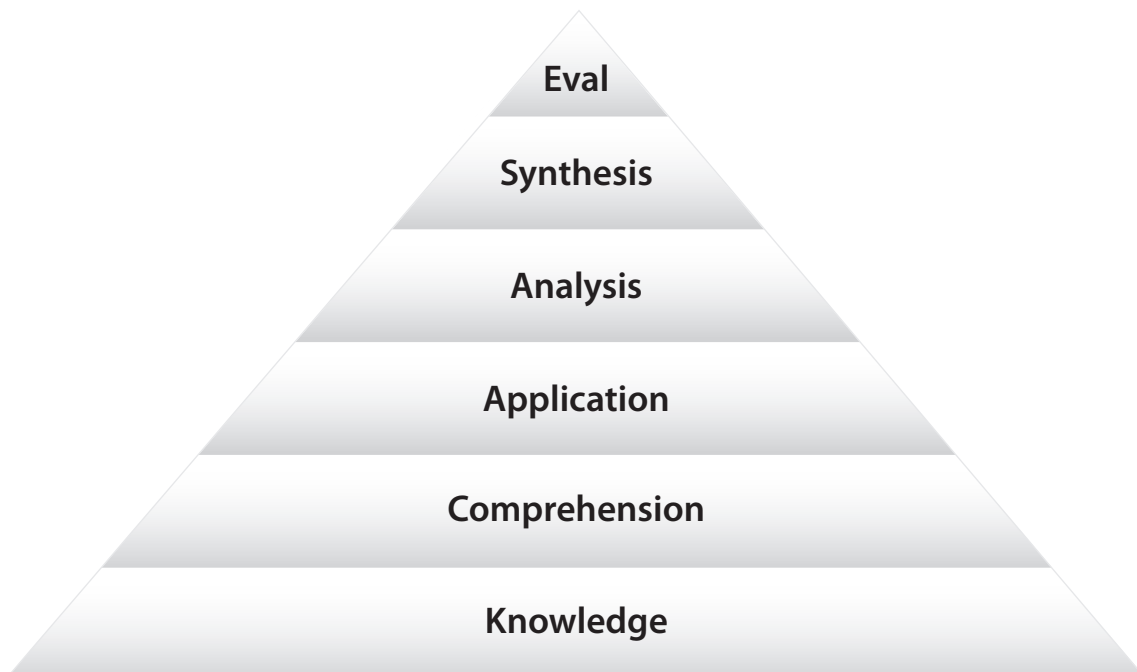 Eval
Synthesis
Analysis
Application
Comprehension
Knowledge